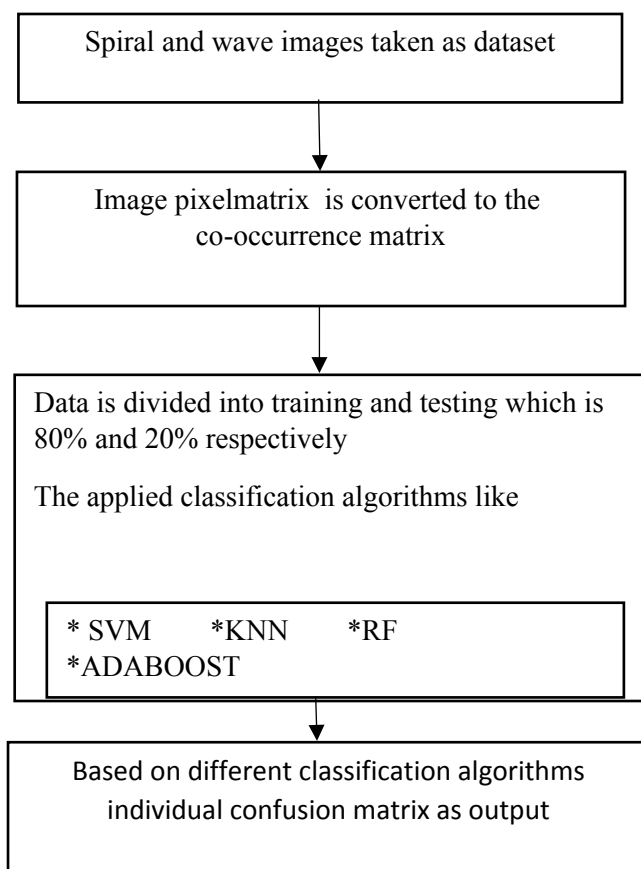 Spiral and wave images taken as dataset
Image pixelmatrix is converted to the
co-occurrence matrix
Data is divided into training and testing which is
80% and 20% respectively
The applied classification algorithms like
* SVM *KNN *RF
*ADABOOST
Based on different classification algorithms
individual confusion matrix as output